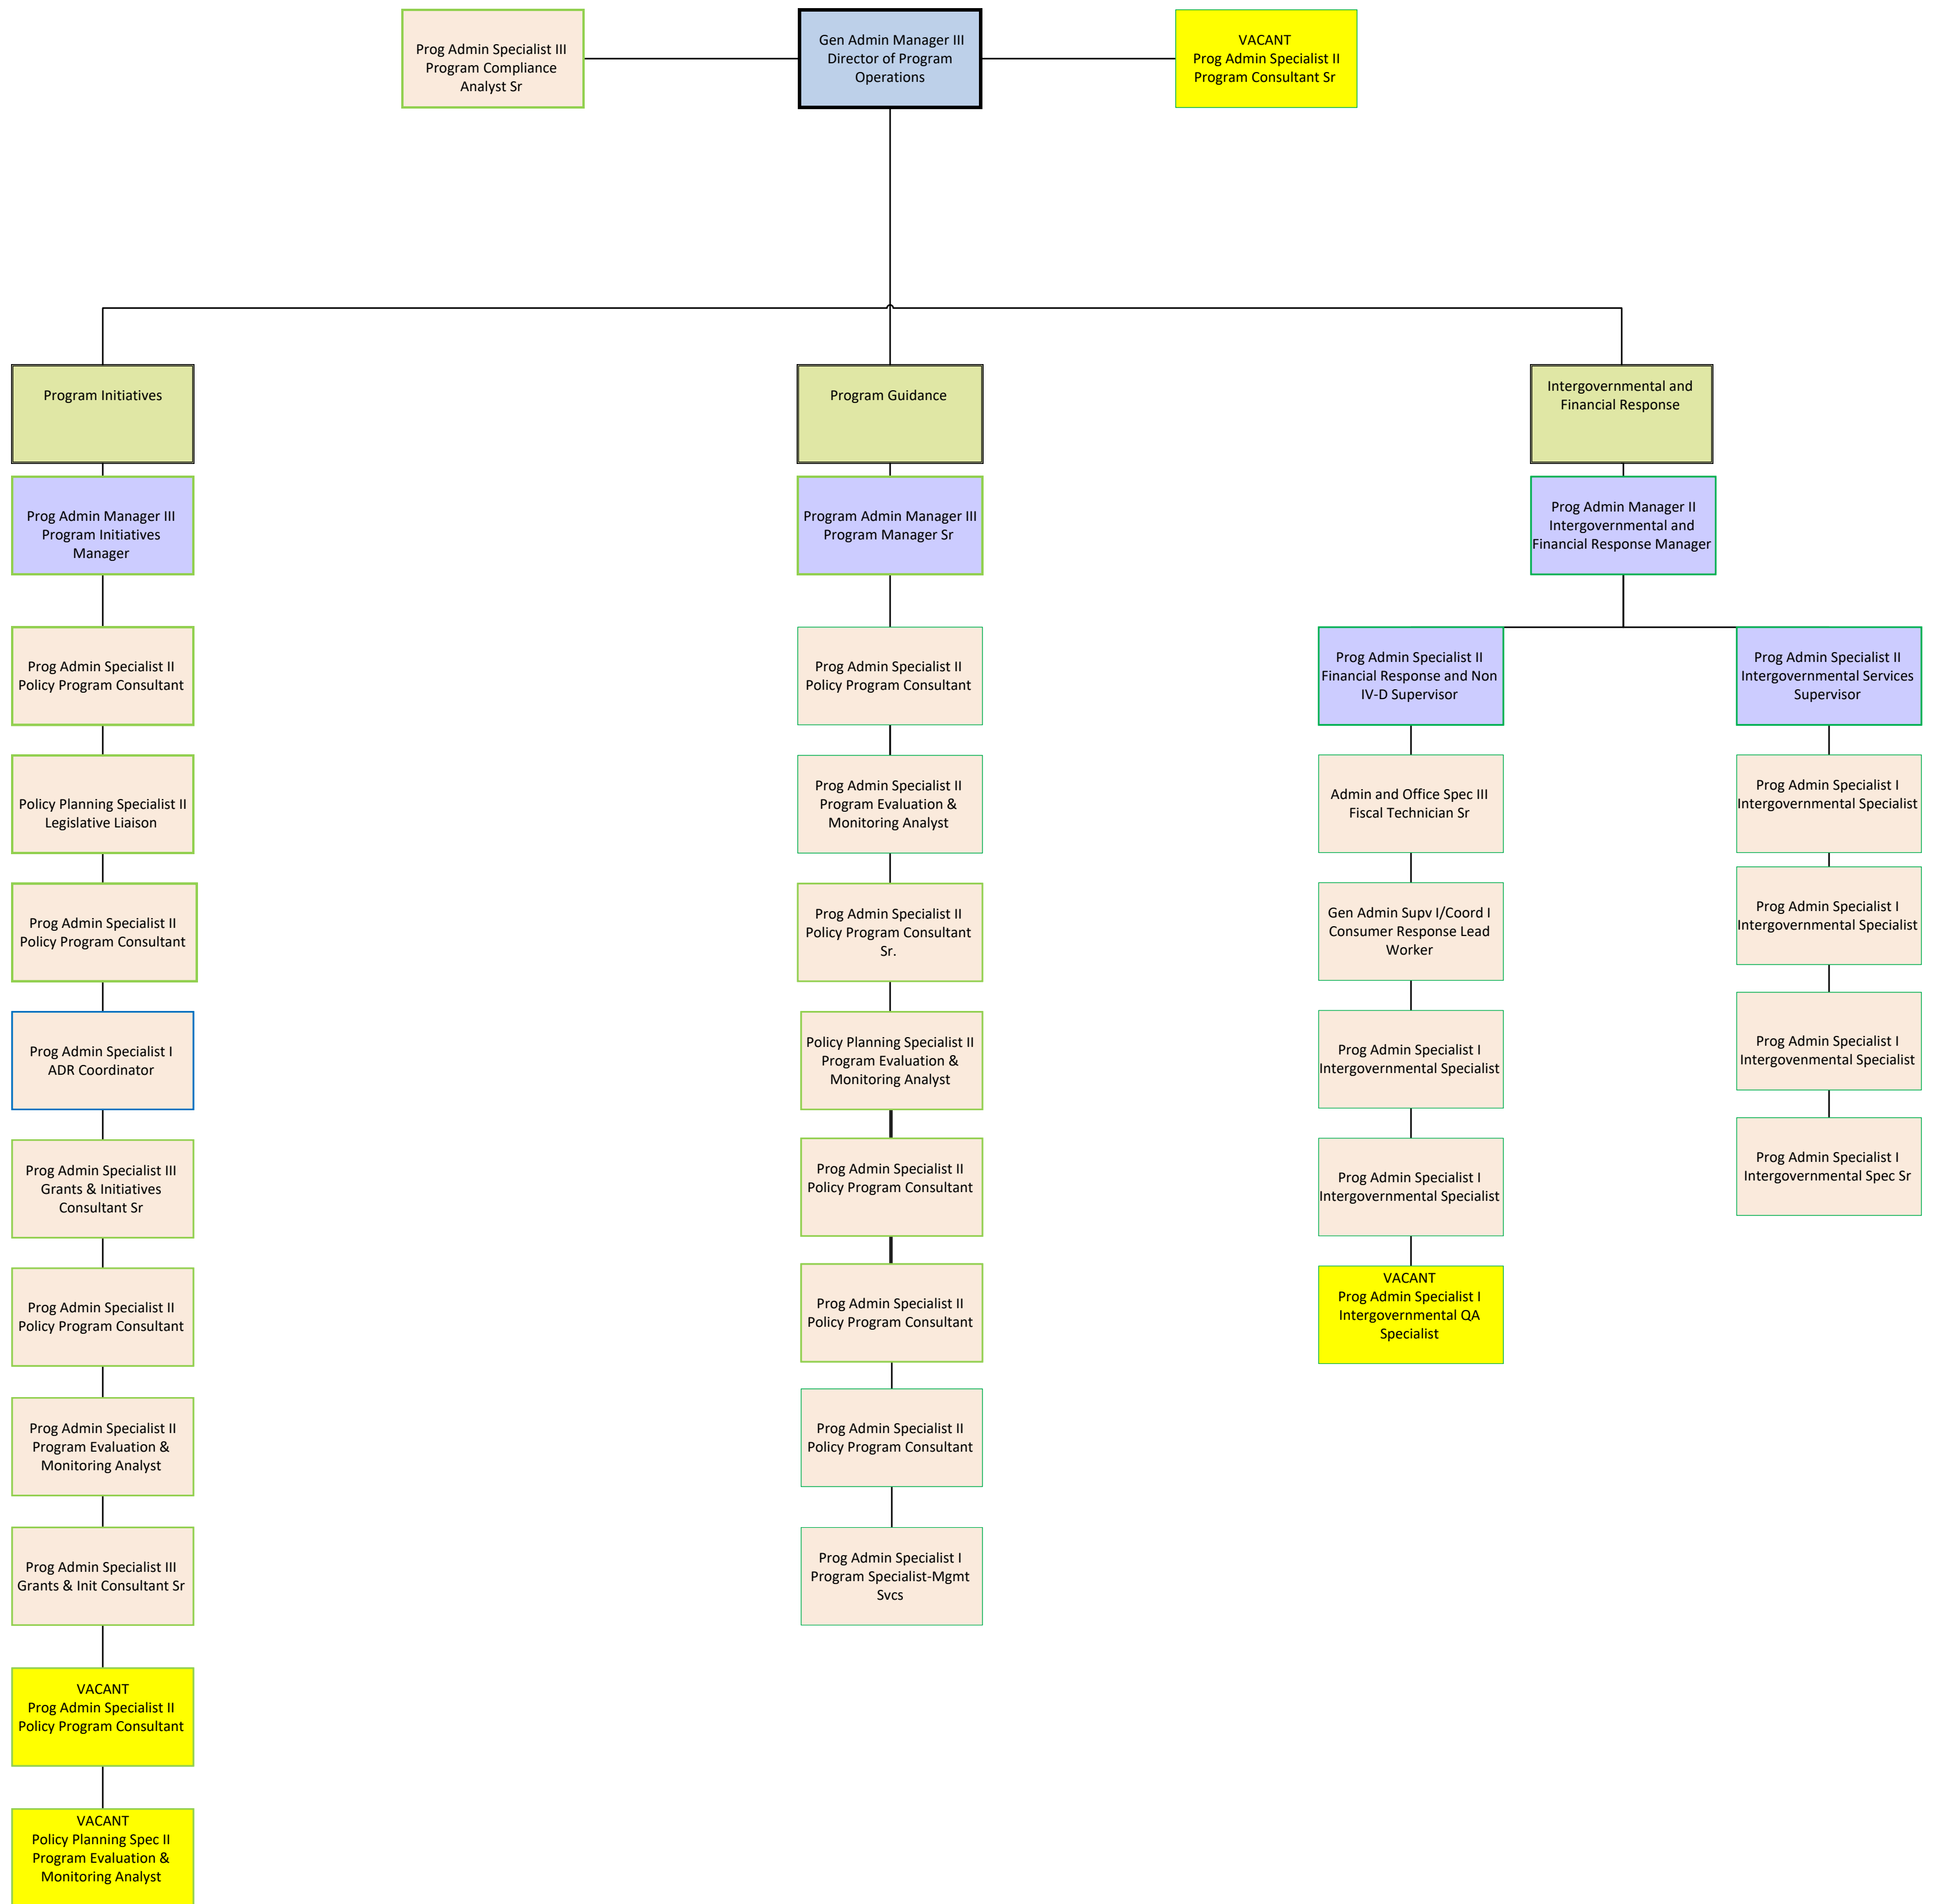 Prog Admin Specialist III
Program Compliance
Analyst Sr
Gen Admin Manager III
Director of Program
Operations
VACANT
Prog Admin Specialist II
Program Consultant Sr
Program Initiatives
Program Guidance
Intergovernmental and
Financial Response
Prog Admin Manager III
Program Initiatives
Manager
Program Admin Manager III
Program Manager Sr
Prog Admin Manager II
Intergovernmental and
Financial Response Manager
Prog Admin Specialist II
Policy Program Consultant
Policy Planning Specialist II
Legislative Liaison
Prog Admin Specialist II
Policy Program Consultant
Prog Admin Specialist I
ADR Coordinator
Prog Admin Specialist III
Grants & Initiatives
Consultant Sr
Prog Admin Specialist II
Policy Program Consultant
Prog Admin Specialist II
Program Evaluation &
Monitoring Analyst
Prog Admin Specialist III
Grants & Init Consultant Sr
VACANT
Prog Admin Specialist II
Policy Program Consultant
VACANT
Policy Planning Spec II
Program Evaluation &
Monitoring Analyst
Prog Admin Specialist II
Policy Program Consultant
Prog Admin Specialist II
Program Evaluation &
Monitoring Analyst
Prog Admin Specialist II
Policy Program Consultant
Sr.
Policy Planning Specialist II
Program Evaluation &
Monitoring Analyst
Prog Admin Specialist II
Policy Program Consultant
Prog Admin Specialist II
Policy Program Consultant
Prog Admin Specialist II
Policy Program Consultant
Prog Admin Specialist I
Program Specialist-Mgmt
Svcs
Prog Admin Specialist II
Financial Response and Non
IV-D Supervisor
Admin and Office Spec III
Fiscal Technician Sr
Gen Admin Supv I/Coord I
Consumer Response Lead
Worker
Prog Admin Specialist I
Intergovernmental Specialist
Prog Admin Specialist I
Intergovernmental Specialist
VACANT
Prog Admin Specialist I
Intergovernmental QA
Specialist
Prog Admin Specialist II
Intergovernmental Services
Supervisor
Prog Admin Specialist I
Intergovernmental Specialist
Prog Admin Specialist I
Intergovernmental Specialist
Prog Admin Specialist I
Intergovenmental Specialist
Prog Admin Specialist I
Intergovernmental Spec Sr